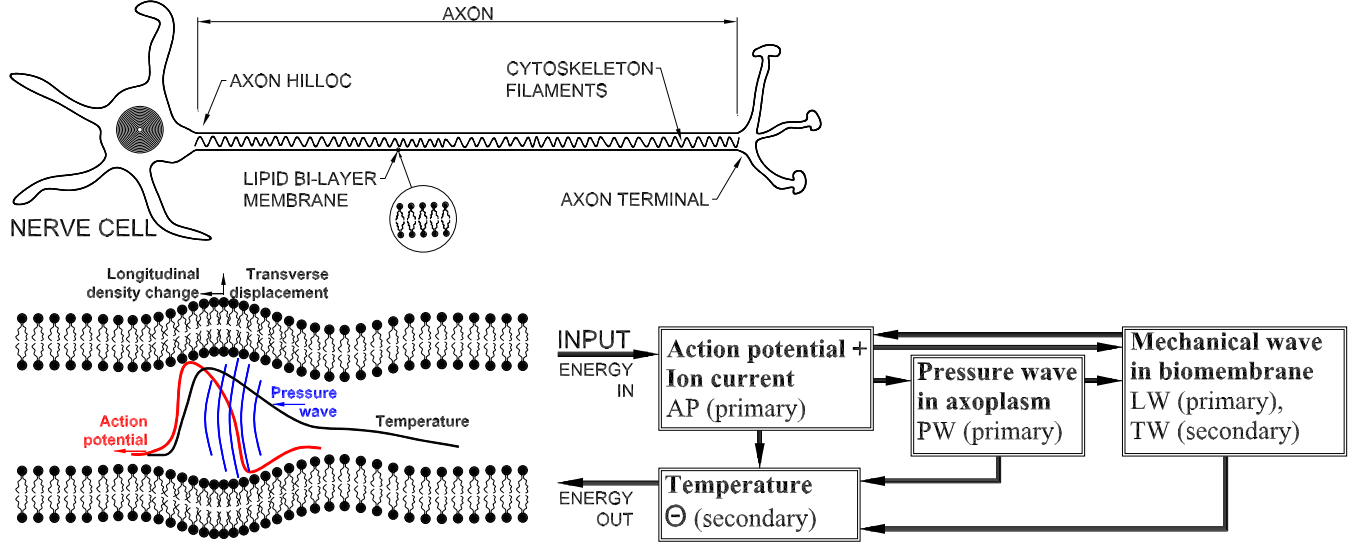 AXON
AXON HILLOC
CYTOSKELETON
FILAMENTS
LIPID BI-LAYER
MEMBRANE
AXON TERMINAL
NERVE CELL
Longitudinal
density change
Transverse
displacement
Pressure
wave
Action
potential
Temperature
INPUT
ENERGY
IN
Action potential +
Ion current
AP (primary)
Pressure wave
in axoplasm
PW (primary)
Mechanical wave
in biomembrane
LW (primary),
TW (secondary)
ENERGY
OUT
Temperature
Θ (secondary)